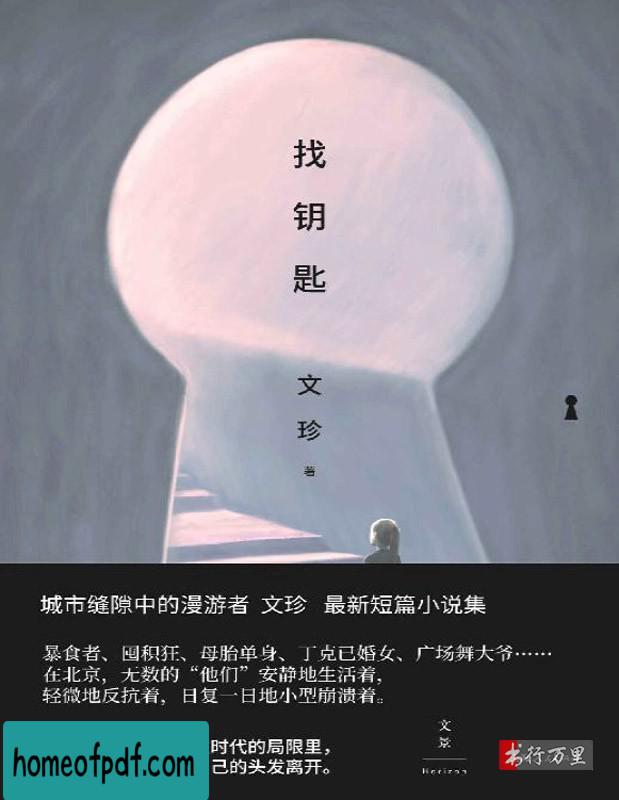 找
钥
匙
文
珍
著
城市缝隙中的漫游者 文珍 最新短篇小说集
暴食者、囤积狂、母胎单身、丁克已婚女、广场舞大爷……
在北京，无数的“他们”安静地生活着，
轻微地反抗着，日复一日地小型崩溃着。
时代的局限里，
己的头发离开。
文
景
Horizon
书行万里
homeofpdf.com